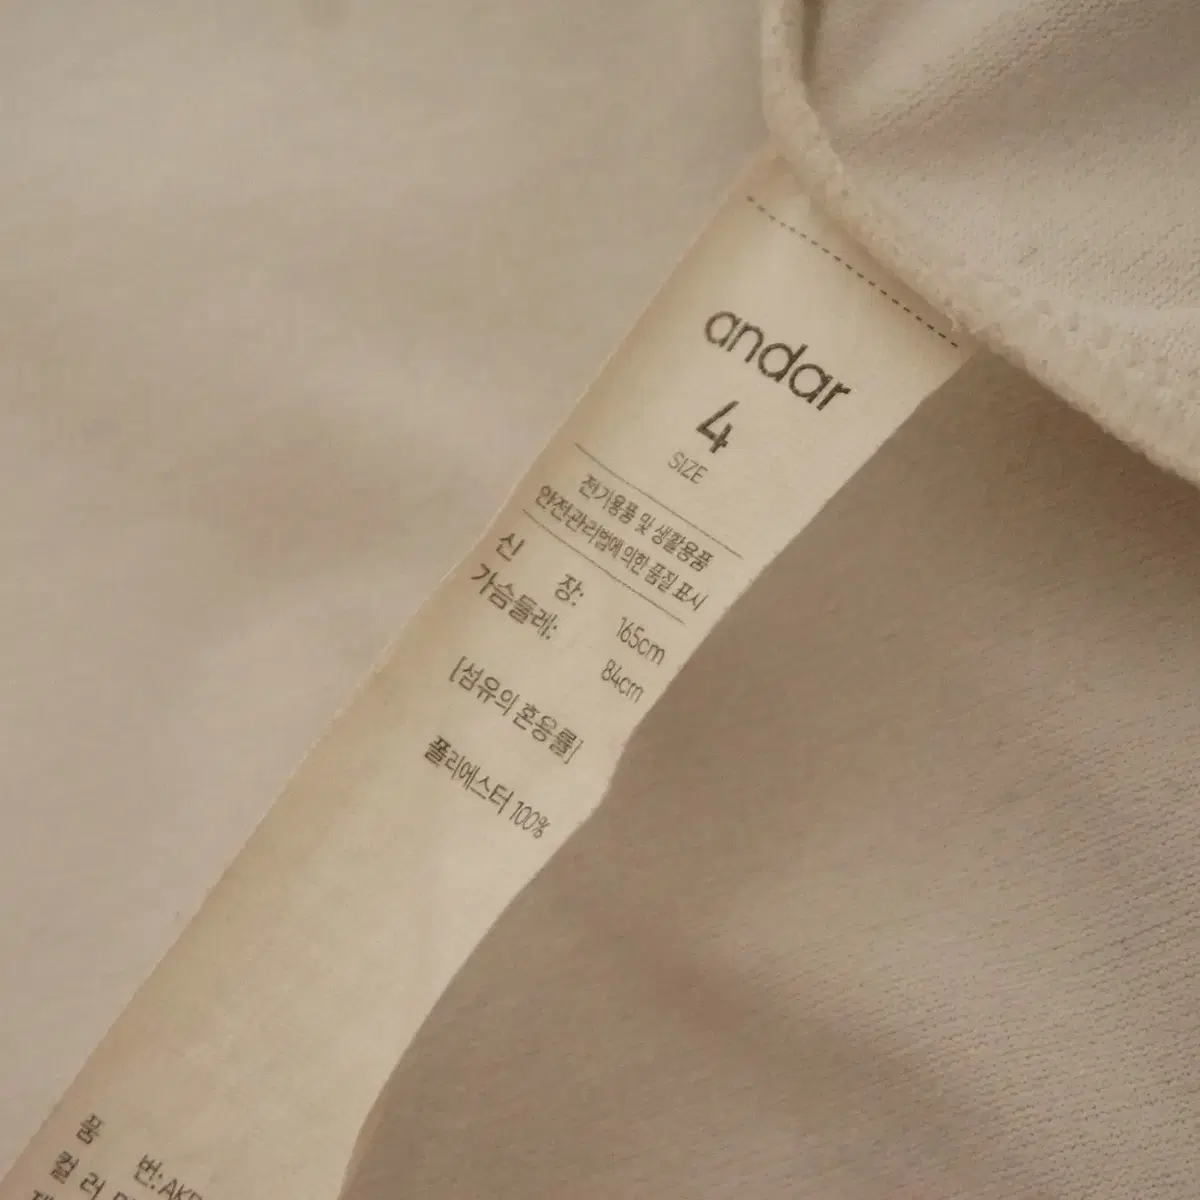 andar
4
SIZE
전기용품 및 생활용품
안전관리법에 의한 품질 표시
신 장: 165cm
가슴둘레: 84cm
[섬유의 혼용률]
폴리에스터 100%
품 번:
컬 러